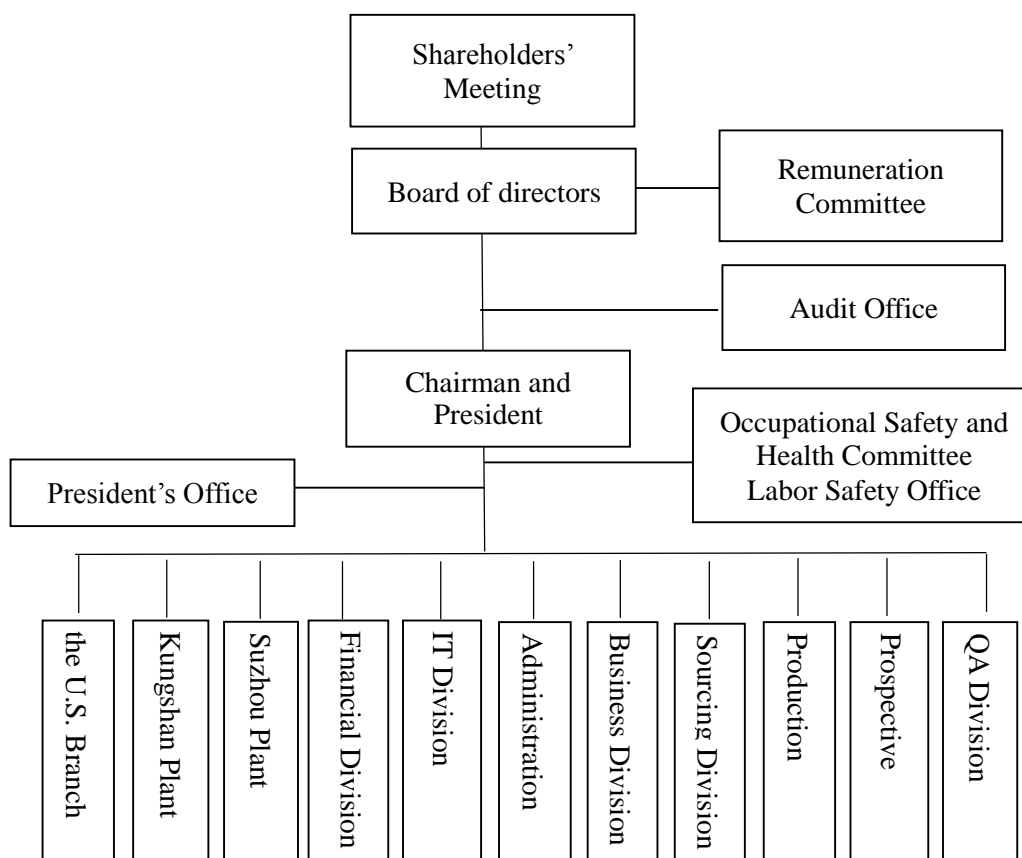 Shareholders’
Meeting
Board of directors
Remuneration
Committee
Audit Office
Chairman and
President
Occupational Safety and
Health Committee
Labor Safety Office
President’s Office
the U.S. Branch
Kungshan Plant
Suzhou Plant
Financial Division
IT Division
Administration
Business Division
Sourcing Division
Production
Prospective
QA Division